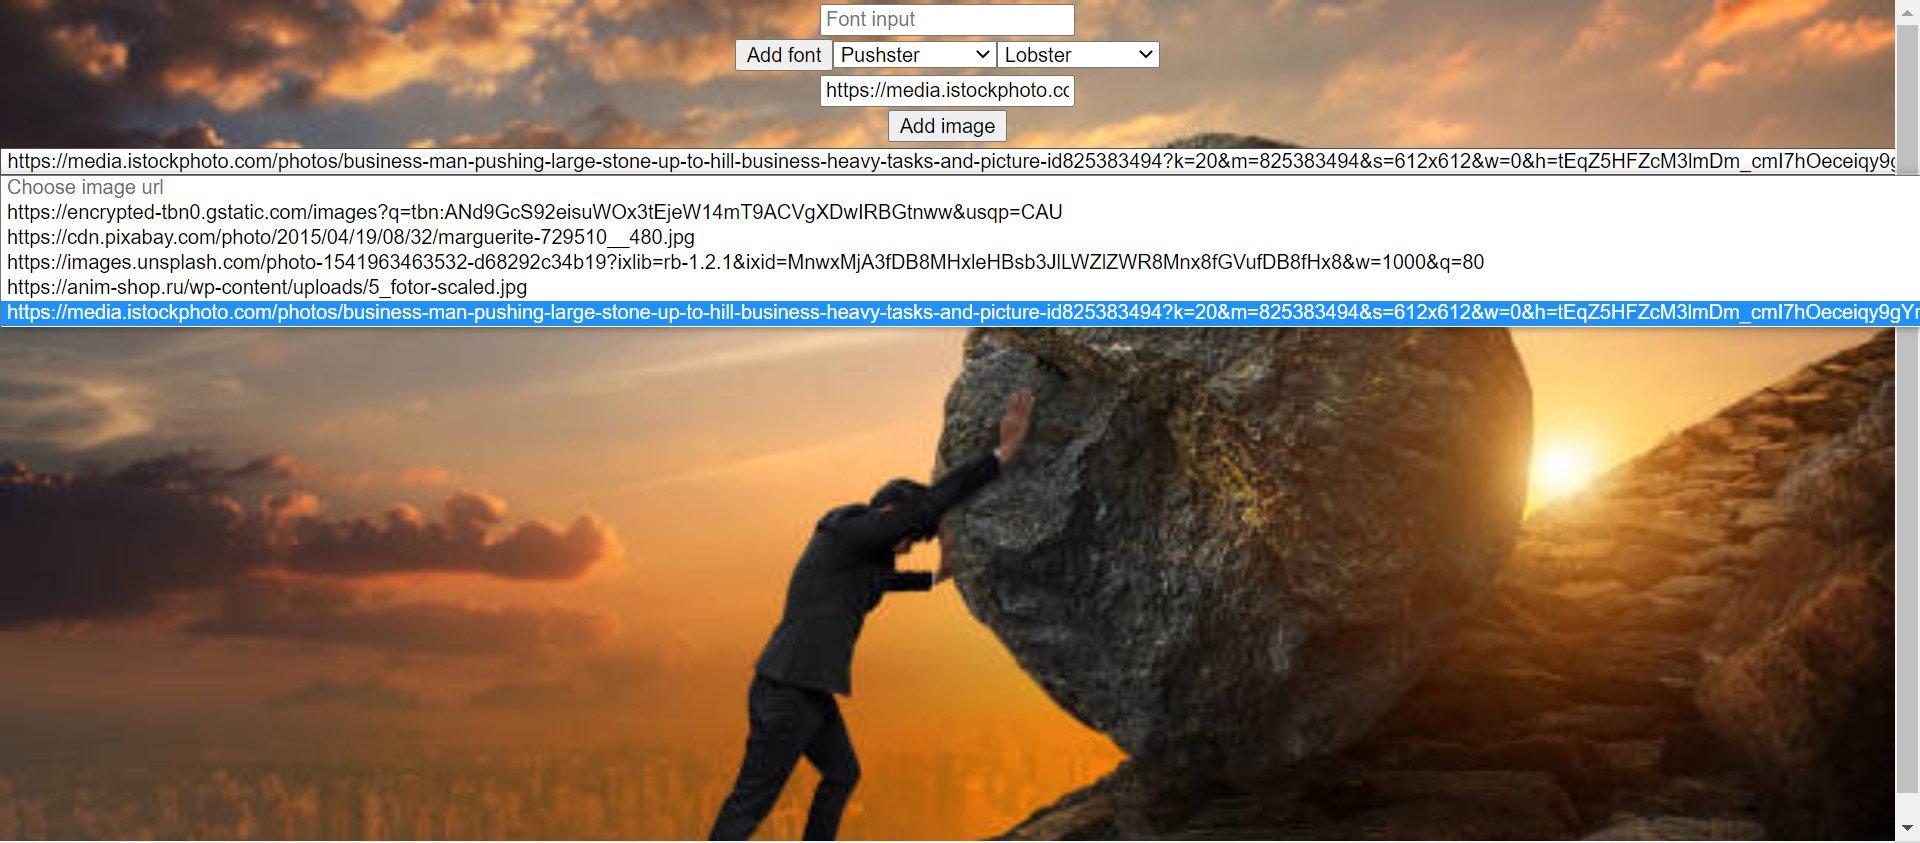 Font input
Add font Pushster Lobster
https://media.istockphoto.cc
Add image
https://media.istockphoto.com/photos/business-man-pushing-large-stone-up-to-hill-business-heavy-tasks-and-picture-id825383494?k=20&m=825383494&s=612x612&w=0&h=tEqZ5HFZcM3lmDm_cmI7hOeceiqy9g
Choose image url
https://encrypted-tbn0.gstatic.com/images?q=tbn:ANd9GcS92eisuWOx3tEjeW14mT9ACVgXDwIRBGtnww&usqp=CAU
https://cdn.pixabay.com/photo/2015/04/19/08/32/marguerite-729510__480.jpg
https://images.unsplash.com/photo-1541963463532-d68292c34b19?ixlib=rb-1.2.1&ixid=MnwxMjA3fDB8MHxleHBsb3JlLWZlZWR8Mnx8fGVufDB8fHx8&w=1000&q=80
https://anim-shop.ru/wp-content/uploads/5_fotor-scaled.jpg
https://media.istockphoto.com/photos/business-man-pushing-large-stone-up-to-hill-business-heavy-tasks-and-picture-id825383494?k=20&m=825383494&s=612x612&w=0&h=tEqZ5HFZcM3lmDm_cmI7hOeceiqy9gYr